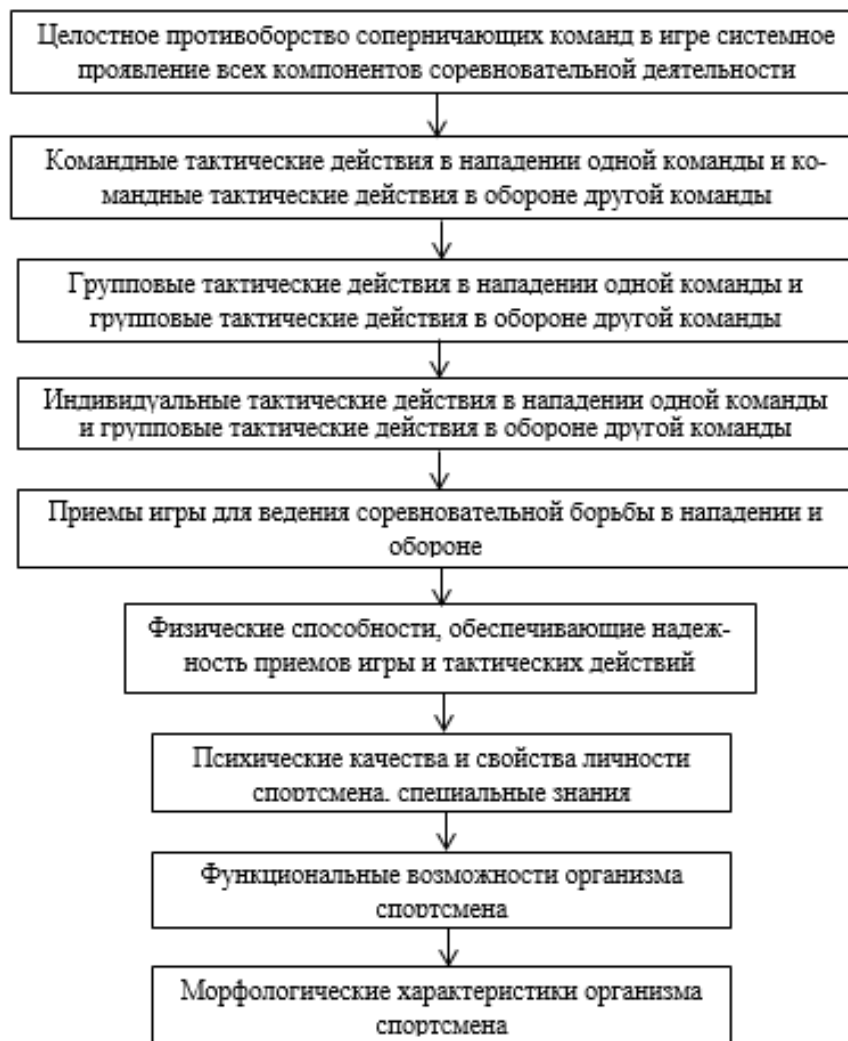 Целостное противоборство соперничающих команд в игре системное
проявление всех компонентов соревновательной деятельности
Командные тактические действия в нападении одной команды и ко-
мандные тактические действия в обороне другой команды
Групповые тактические действия в нападении одной команды и
групповые тактические действия в обороне другой команды
Индивидуальные тактические действия в нападении одной команды
и групповые тактические действия в обороне другой команды
Приемы игры для ведения соревновательной борьбы в нападении и
обороне
Физические способности, обеспечивающие надеж-
ность приемов игры и тактических действий
Психические качества и свойства личности
спортсмена, специальные знания
Функциональные возможности организма
спортсмена
Морфологические характеристики организма
спортсмена